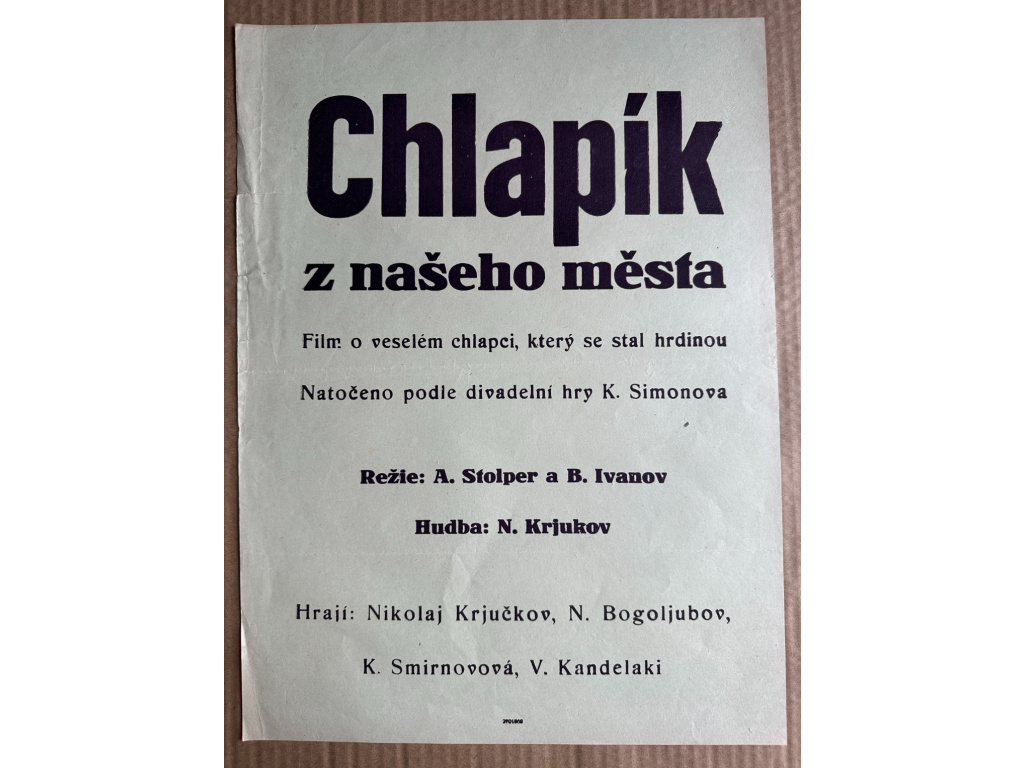 Chlapík
z našeho města
Film o veselém chlapci, který se stal hrdinou
Natočeno podle divadelní hry K. Simonova
Režie: A. Stolper a B. Ivanov
Hudba: N. Krjukov
Hrají: Nikolaj Krjučkov, N. Bogoljubov,
K. Smirnovová, V. Kandelaki